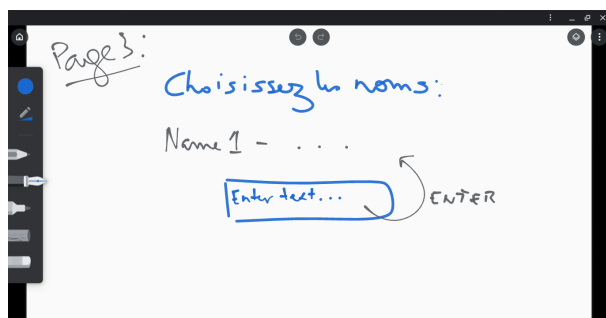 Page 3:
Choisissez les noms:
Name 1 - . . .
Enter text...
ENTER